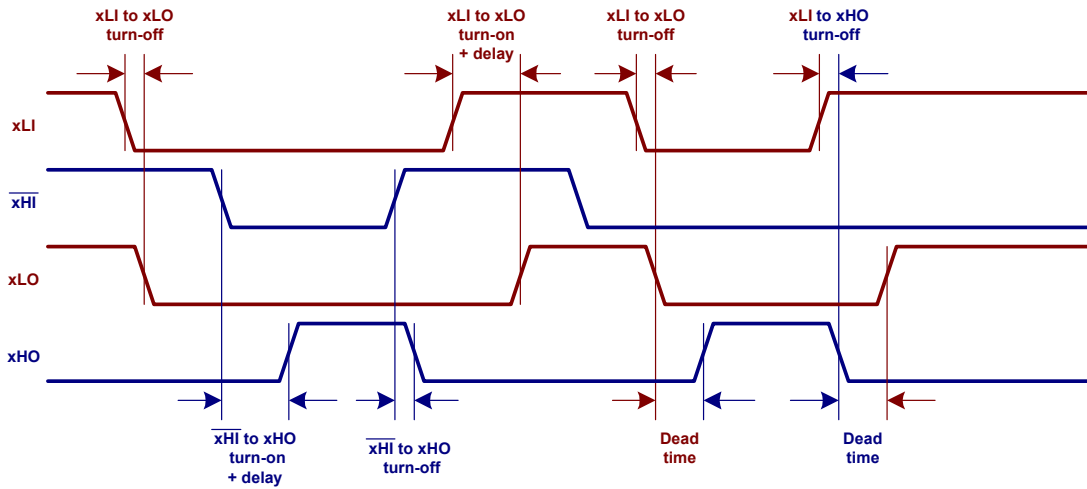 xLI to xLO
turn-off
xLI to xLO
turn-on
+ delay
xLI to xLO
turn-off
xLI to xHO
turn-off
xLI
xHI
xLO
xHO
xHI to xHO
turn-on
+ delay
xHI to xHO
turn-off
Dead
time
Dead
time